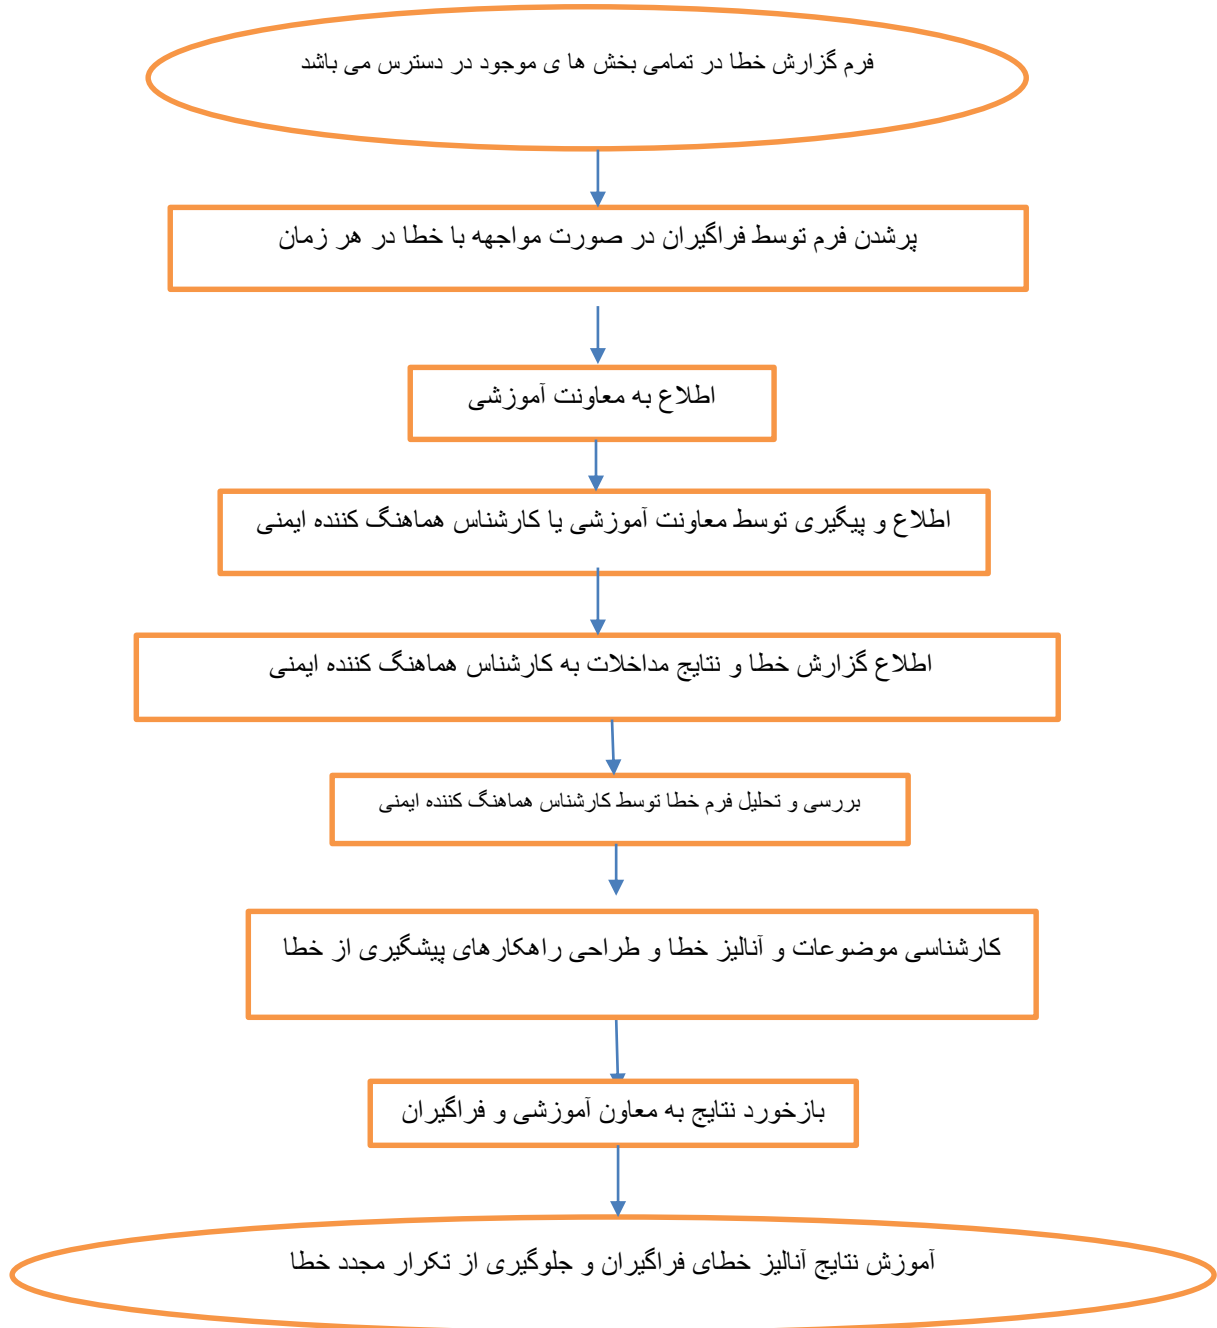 فرم گزارش خطا در تمامی بخش ها ی موجود در دسترس می باشد
پرشدن فرم توسط فراگیران در صورت مواجهه با خطا در هر زمان
اطلاع به معاونت آموزشی
اطلاع و پیگیری توسط معاونت آموزشی یا کارشناس هماهنگ کننده ایمنی
اطلاع گزارش خطا و نتایج مداخلات به کارشناس هماهنگ کننده ایمنی
بررسی و تحلیل فرم خطا توسط کارشناس هماهنگ کننده ایمنی
کارشناسی موضوعات و آنالیز خطا و طراحی راهکارهای پیشگیری از خطا
بازخورد نتایج به معاون آموزشی و فراگیران
آموزش نتایج آنالیز خطای فراگیران و جلوگیری از تکرار مجدد خطا